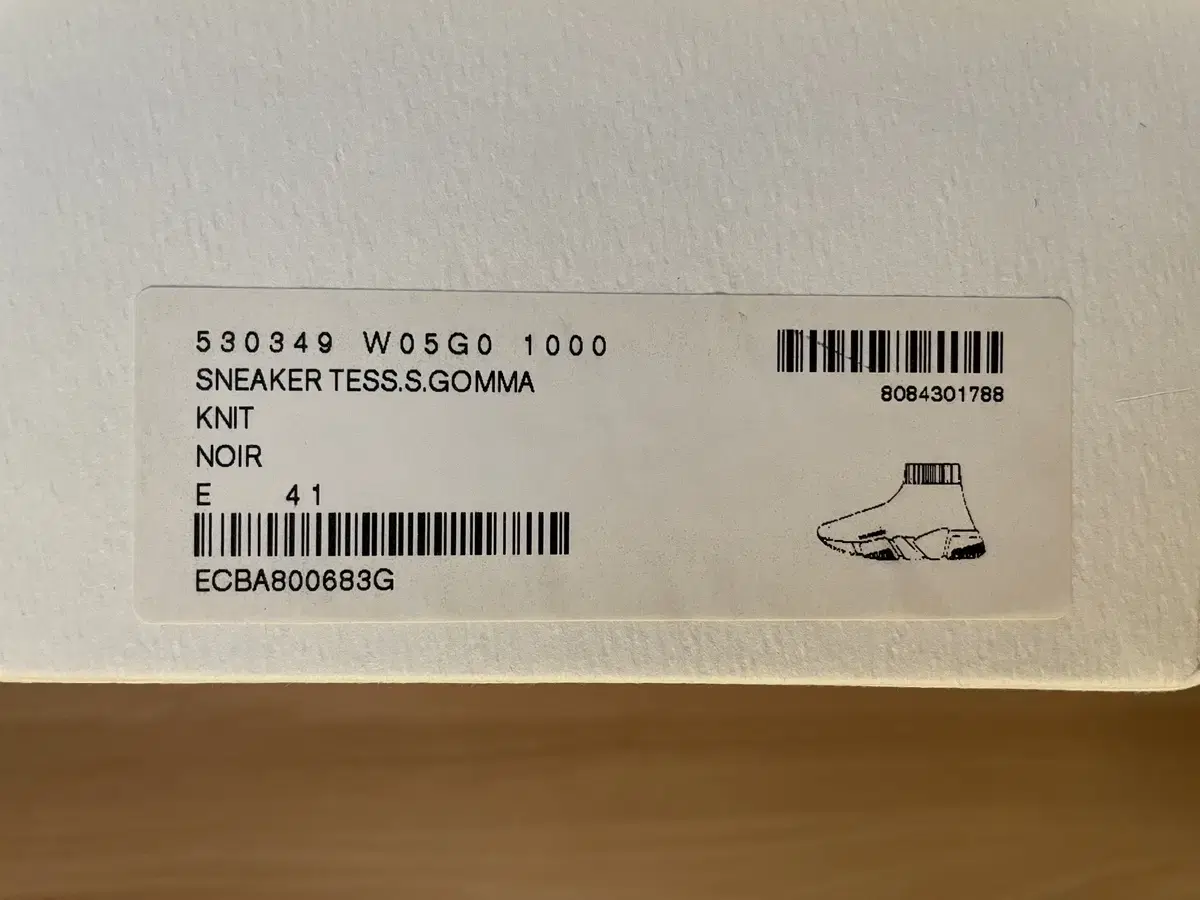 530349 W05G0 1000
SNEAKER TESS.S.GOMMA
KNIT
NOIR
E 41
ECBA800683G
8084301788